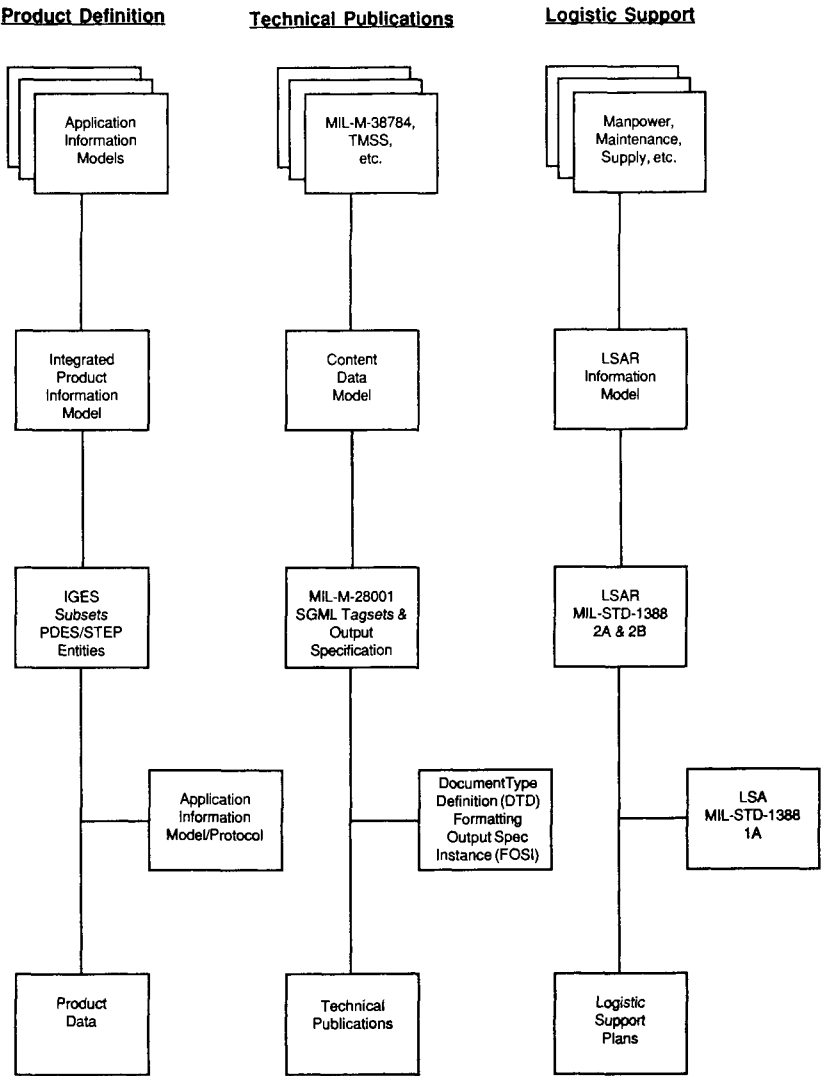 Product Definition
Technical Publications
Logistic Support
Application
Information
Models
MIL-M-38784,
TMSS,
etc.
Manpower,
Maintenance,
Supply, etc.
Integrated
Product
Information
Model
Content
Data
Model
LSAR
Information
Model
IGES
Subsets
PDES/STEP
Entities
MIL-M-28001
SGML Tagsets &
Output
Specification
LSAR
MIL-STD-1388
2A & 2B
Application
Information
Model/Protocol
DocumentType
Definition (DTD)
Formatting
Output Spec
Instance (FOSI)
LSA
MIL-STD-1388
1A
Product
Data
Technical
Publications
Logistic
Support
Plans